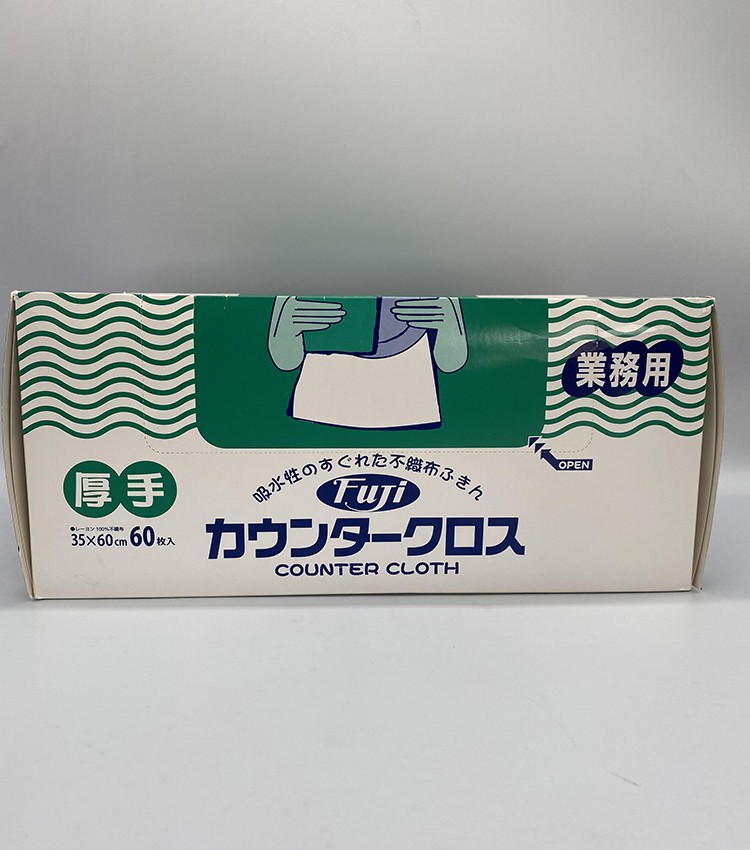 業務用
OPEN
厚手
●レーヨン100%不織布
35×60cm 60枚入
吸水性のすぐれた不織布ふきん
Fuji
カウンタークロス
COUNTER CLOTH